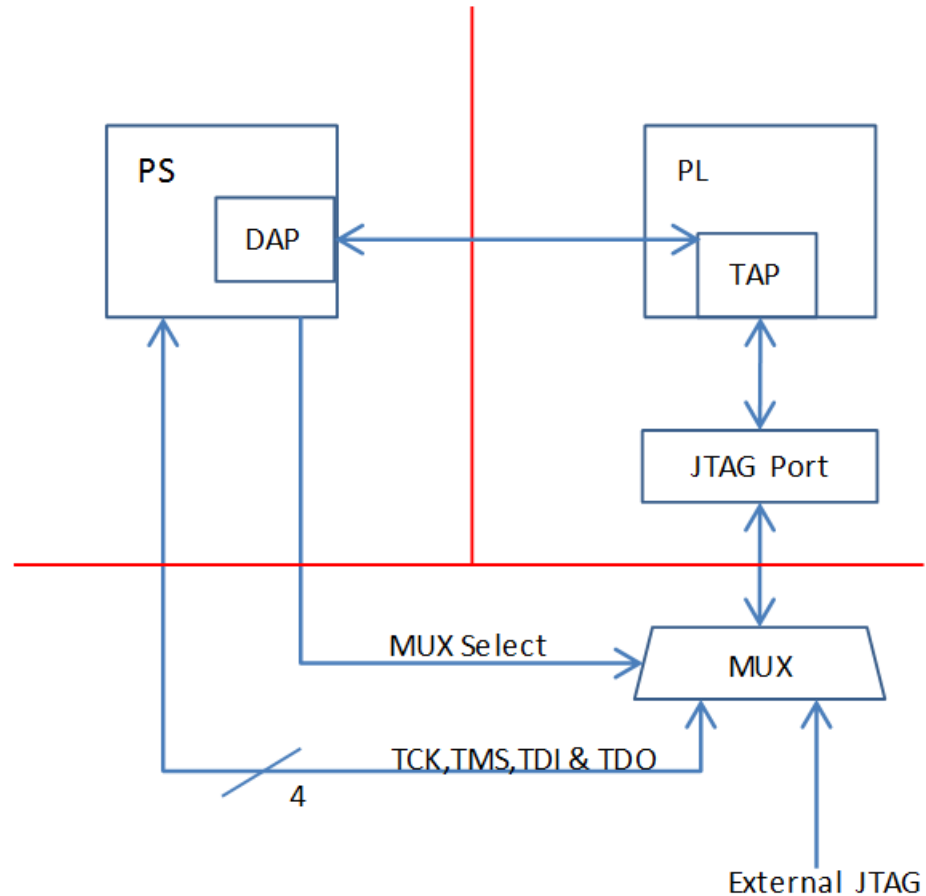 PS
PL
DAP
TAP
JTAG Port
MUX Select
MUX
TCK,TMS,TDI & TDO
4
External JTAG